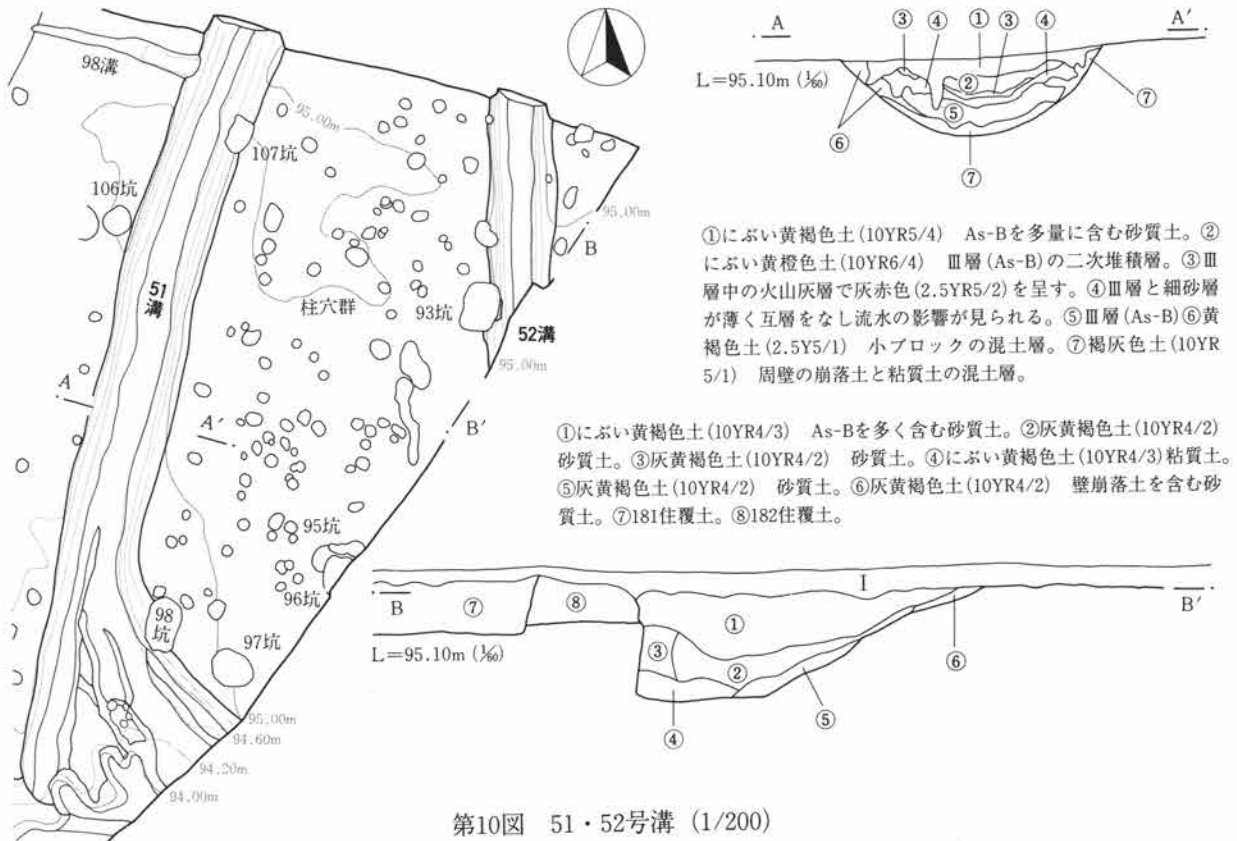 98溝
95.00m
107坑
106坑
51溝
柱穴群
93坑
52溝
95.00m
95.00m
B
B′
A
A′
95坑
96坑
98坑
97坑
95.00m
94.60m
94.20m
94.00m
A
③
④
①
③
④
A′
L=95.10m (1/60)
②
⑤
⑥
⑦
⑦
①にぶい黄褐色土(10YR5/4) As-Bを多量に含む砂質土。②
にぶい黄橙色土(10YR6/4) Ⅲ層(As-B)の二次堆積層。③Ⅲ
層中の火山灰層で灰赤色(2.5YR5/2)を呈す。④Ⅲ層と細砂層
が薄く互層をなし流水の影響が見られる。⑤Ⅲ層(As-B)⑥黄
褐色土(2.5Y5/1) 小ブロックの混土層。⑦褐灰色土(10YR
5/1) 周壁の崩落土と粘質土の混土層。
①にぶい黄褐色土(10YR4/3) As-Bを多く含む砂質土。②灰黄褐色土(10YR4/2)
砂質土。③灰黄褐色土(10YR4/2) 砂質土。④にぶい黄褐色土(10YR4/3)粘質土。
⑤灰黄褐色土(10YR4/2) 砂質土。⑥灰黄褐色土(10YR4/2) 壁崩落土を含む砂
質土。⑦181住覆土。⑧182住覆土。
B
⑦
⑧
I
B′
①
L=95.10m (1/60)
③
②
⑥
⑤
④
第10図 51・52号溝 (1/200)